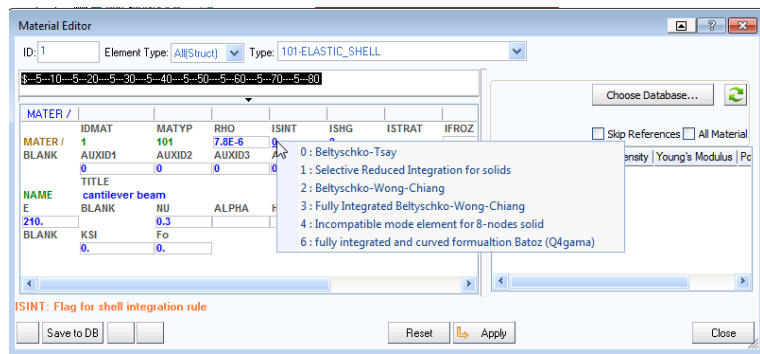 Material Editor
ID: 1 Element Type: All(Struct) Type: 101-ELASTIC_SHELL
$---5---10----5---20----5---30----5---40----5---50----5---60----5---70----5---80
Choose Database...
MATER /
Skip References All Material
IDMAT MATYP RHO ISINT ISHG ISTRAT IFROZ
MATER / 1 101 7.8E-6 0
BLANK AUXID1 AUXID2 AUXID3
0 0 0 0
Young's Modulus
TITLE
NAME cantilever beam
E BLANK NU ALPHA
210. 0.3
BLANK KSI Fo
0. 0.
0 : Beltyschko-Tsay
1 : Selective Reduced Integration for solids
2 : Beltyschko-Wong-Chiang
3 : Fully Integrated Beltyschko-Wong-Chiang
4 : Incompatible mode element for 8-nodes solid
6 : fully integrated and curved formualtion Batoz (Q4gama)
ISINT: Flag for shell integration rule
Save to DB Reset Apply Close